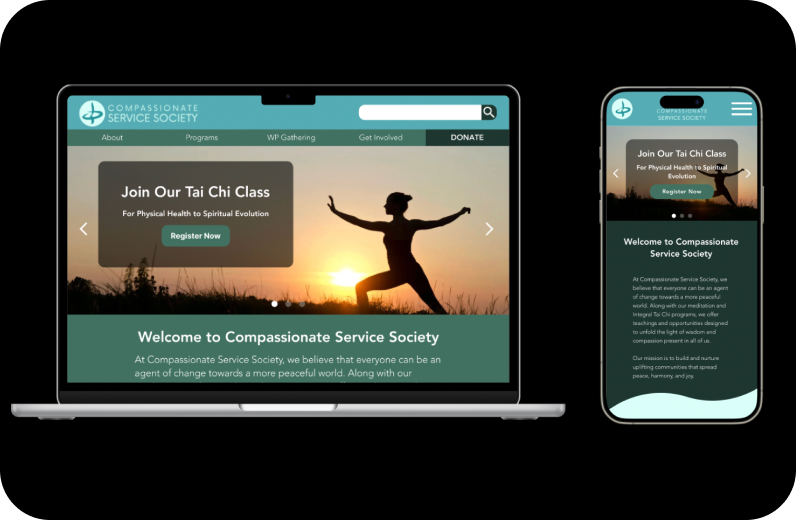 COMPASSIONATE
SERVICE SOCIETY
About
Programs
WP Gathering
Get Involved
DONATE
Join Our Tai Chi Class
For Physical Health to Spiritual Evolution
Register Now
Welcome to Compassionate Service Society
At Compassionate Service Society, we believe that everyone can be an
agent of change towards a more peaceful world. Along with our
COMPASSIONATE
SERVICE SOCIETY
Join Our Tai Chi Class
For Physical Health to Spiritual
Evolution
Register Now
Welcome to Compassionate
Service Society
At Compassionate Service Society, we
believe that everyone can be an agent
of change towards a more peaceful
world. Along with our meditation and
Integral Tai Chi programs, we offer
teachings and opportunities designed
to unfold the light of wisdom and
compassion present in all of us.
Our mission is to build and nurture
uplifting communities that spread
peace, harmony, and joy.